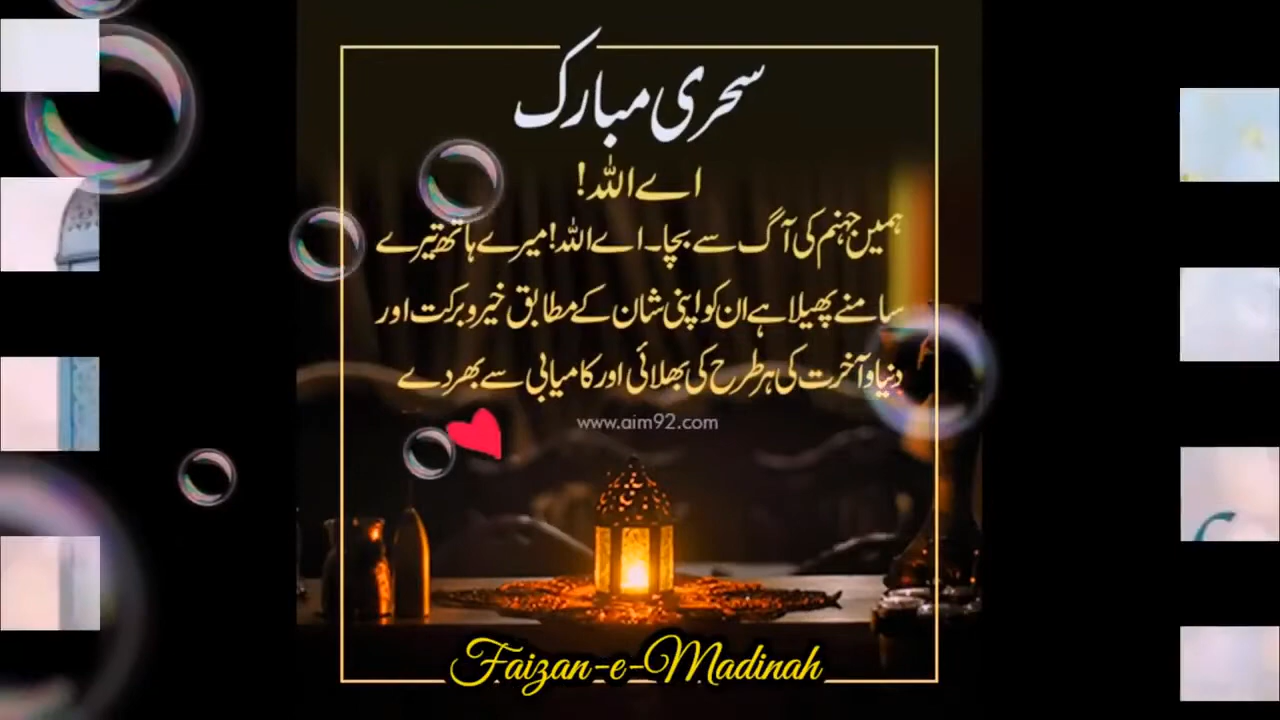 سحری مبارک
اے اللہ!
ہمیں جہنم کی آگ سے بچا۔ اے اللہ! میرے ہاتھ تیرے
سامنے پھیلا ہے ان کو اپنی شان کے مطابق خیر و برکت اور
دنیا و آخرت کی ہر طرح کی بھلائی اور کامیابی سے بھر دے
www.aim92.com
Faizan-e-Madinah